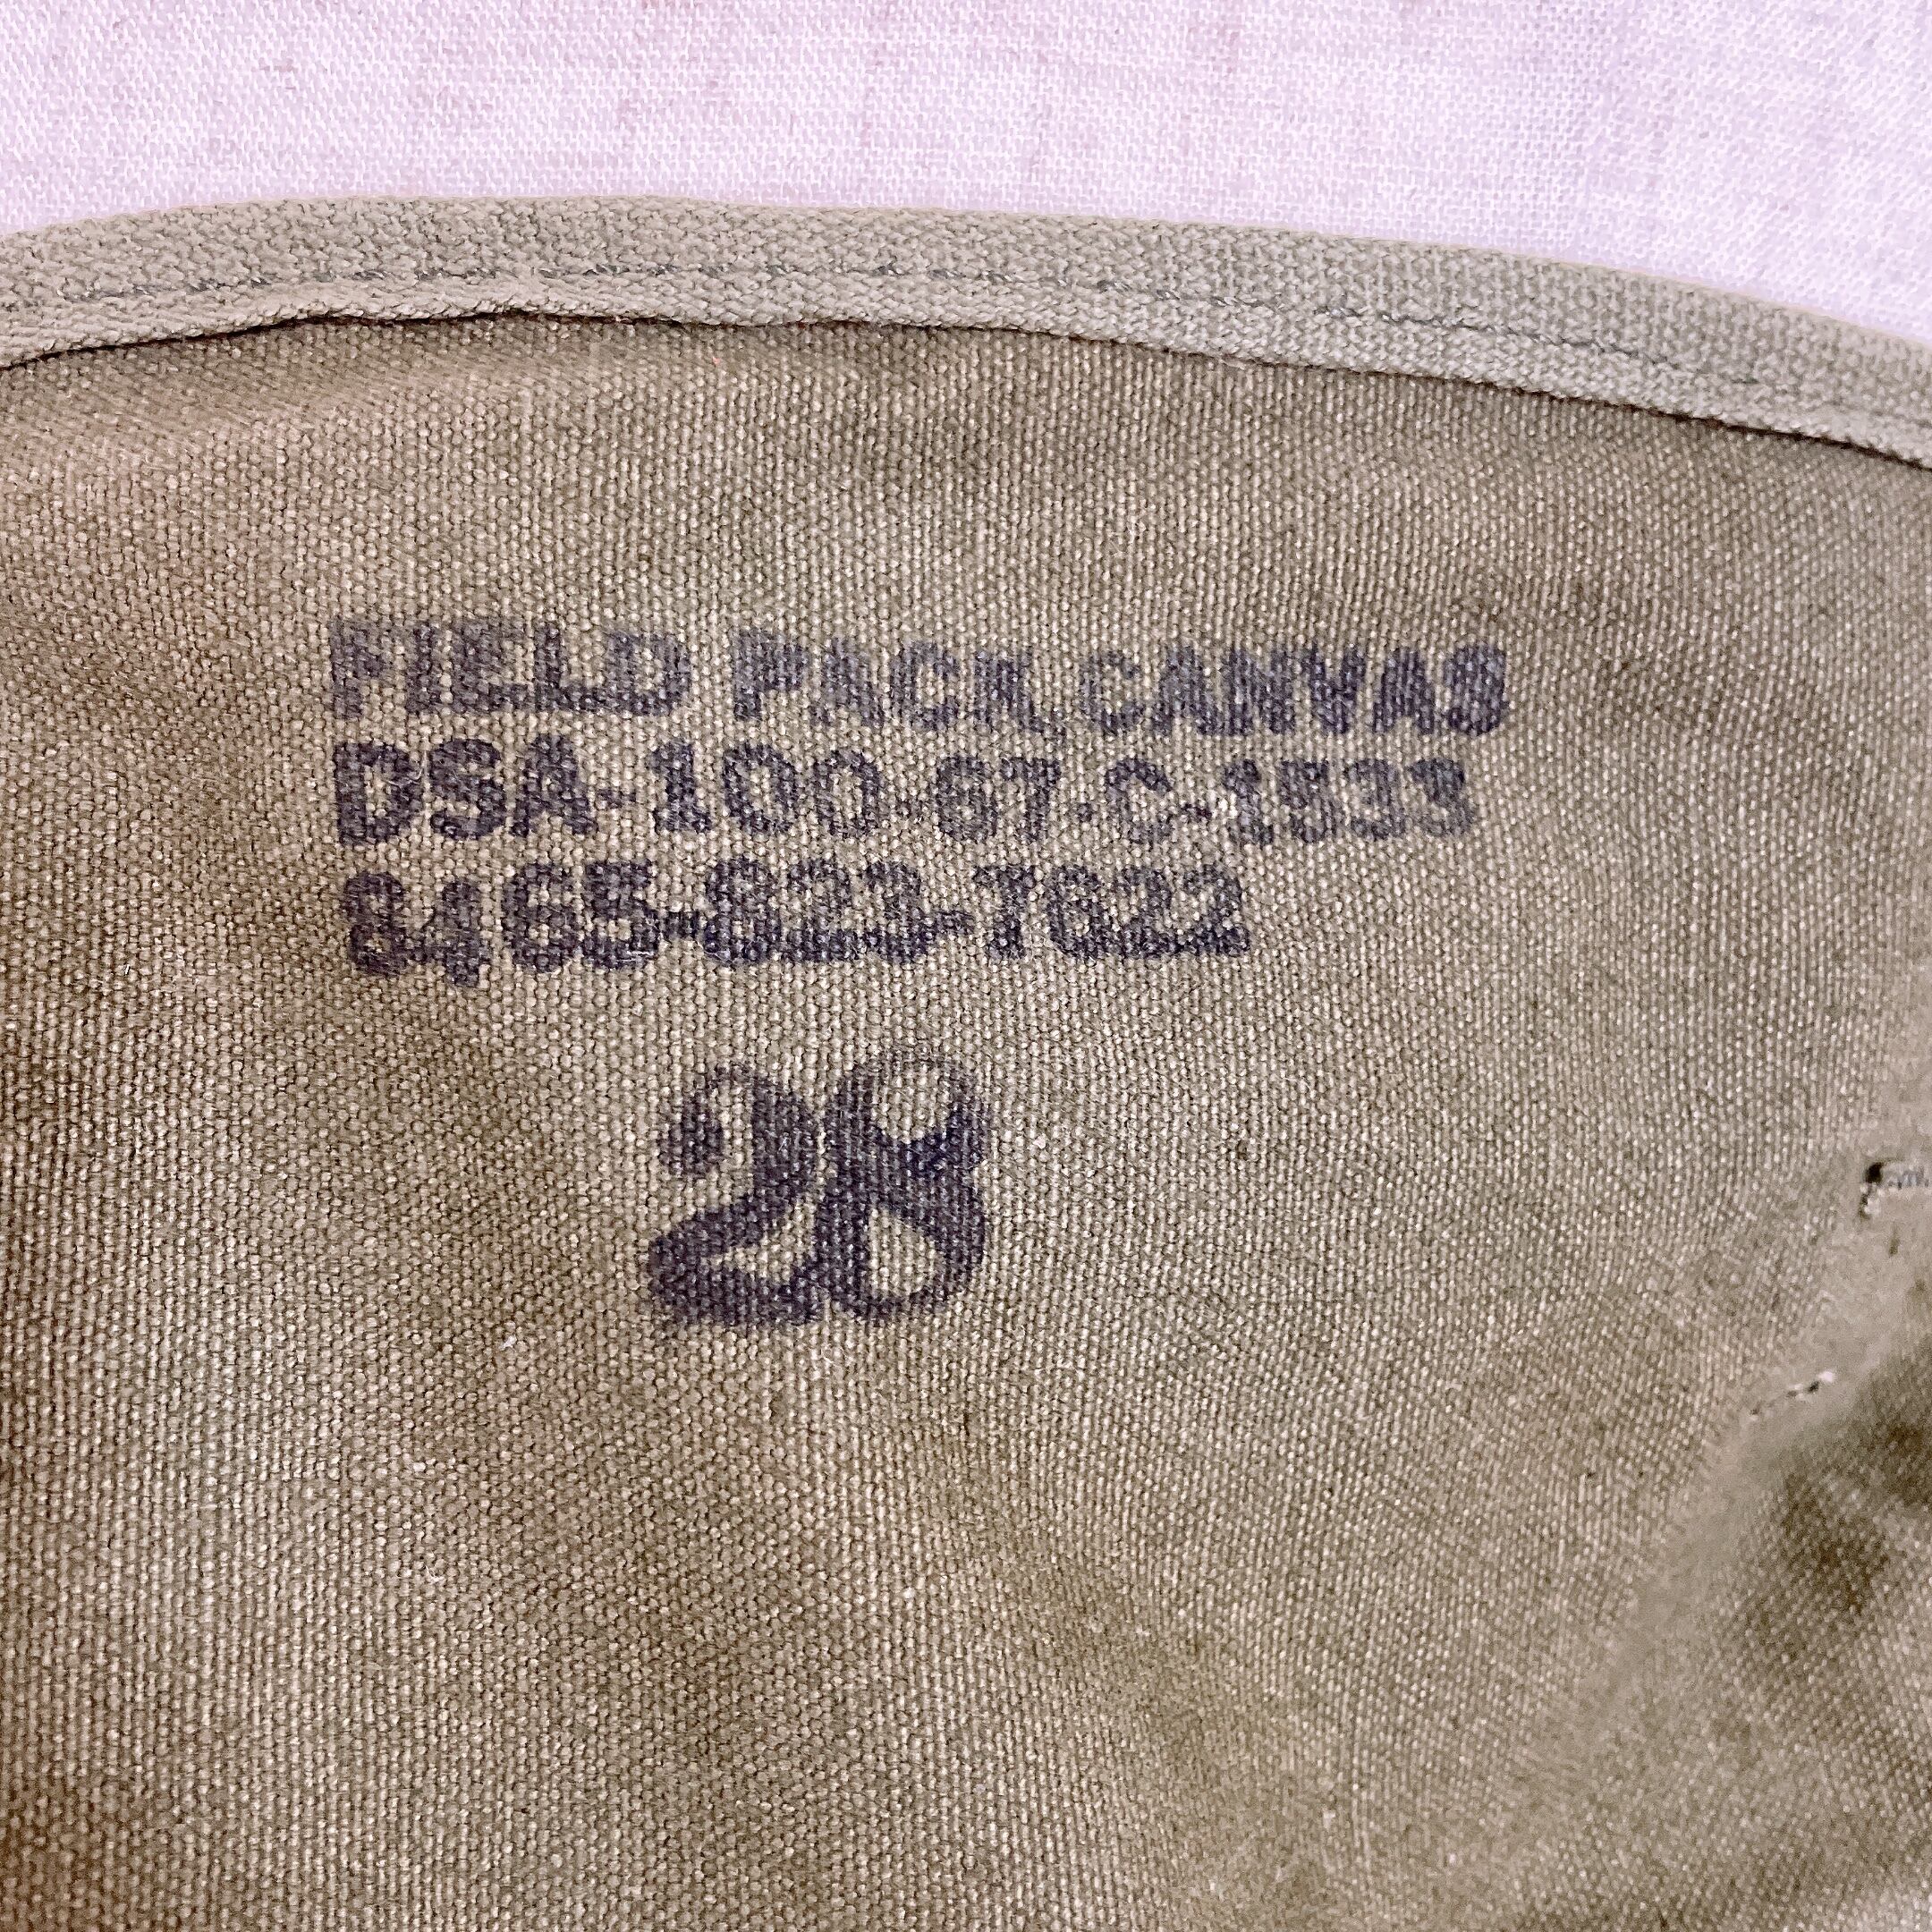 FIELD PACK, CANVAS
DSA-100-67-C-1533
8465-823-7622
28